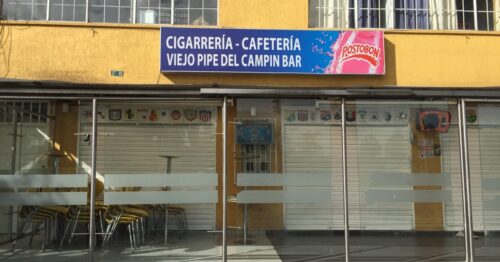 CIGARRERÍA - CAFETERÍA
VIEJO PIPE DEL CAMPIN BAR
POSTOBON